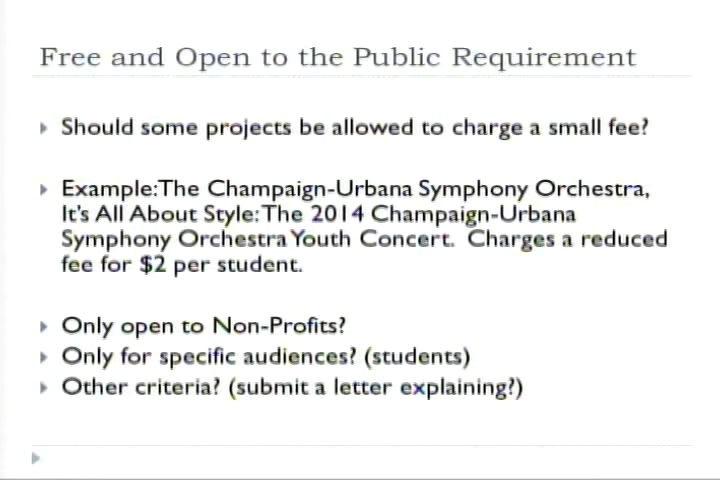 Free and Open to the Public Requirement
Should some projects be allowed to charge a small fee?
Example:The Champaign-Urbana Symphony Orchestra,
It's All About Style:The 2014 Champaign-Urbana
Symphony Orchestra Youth Concert. Charges a reduced
fee for $2 per student.
Only open to Non-Profits?
Only for specific audiences? (students)
Other criteria? (submit a letter explaining?)